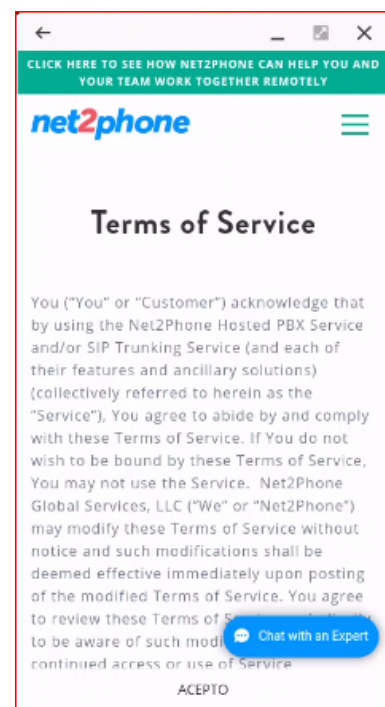 CLICK HERE TO SEE HOW NET2PHONE CAN HELP YOU AND
YOUR TEAM WORK TOGETHER REMOTELY
net2phone
Terms of Service
You (“You” or “Customer”) acknowledge that
by using the Net2Phone Hosted PBX Service
and/or SIP Trunking Service (and each of
their features and ancillary solutions)
(collectively referred to herein as the
“Service”), You agree to abide by and comply
with these Terms of Service. If You do not
wish to be bound by these Terms of Service,
You may not use the Service. Net2Phone
Global Services, LLC (“We” or “Net2Phone”)
may modify these Terms of Service without
notice and such modifications shall be
deemed effective immediately upon posting
of the modified Terms of Service. You agree
to review these Terms of
to be aware of such
Chat with an Expert
continued access or use of Service
ACEPTO